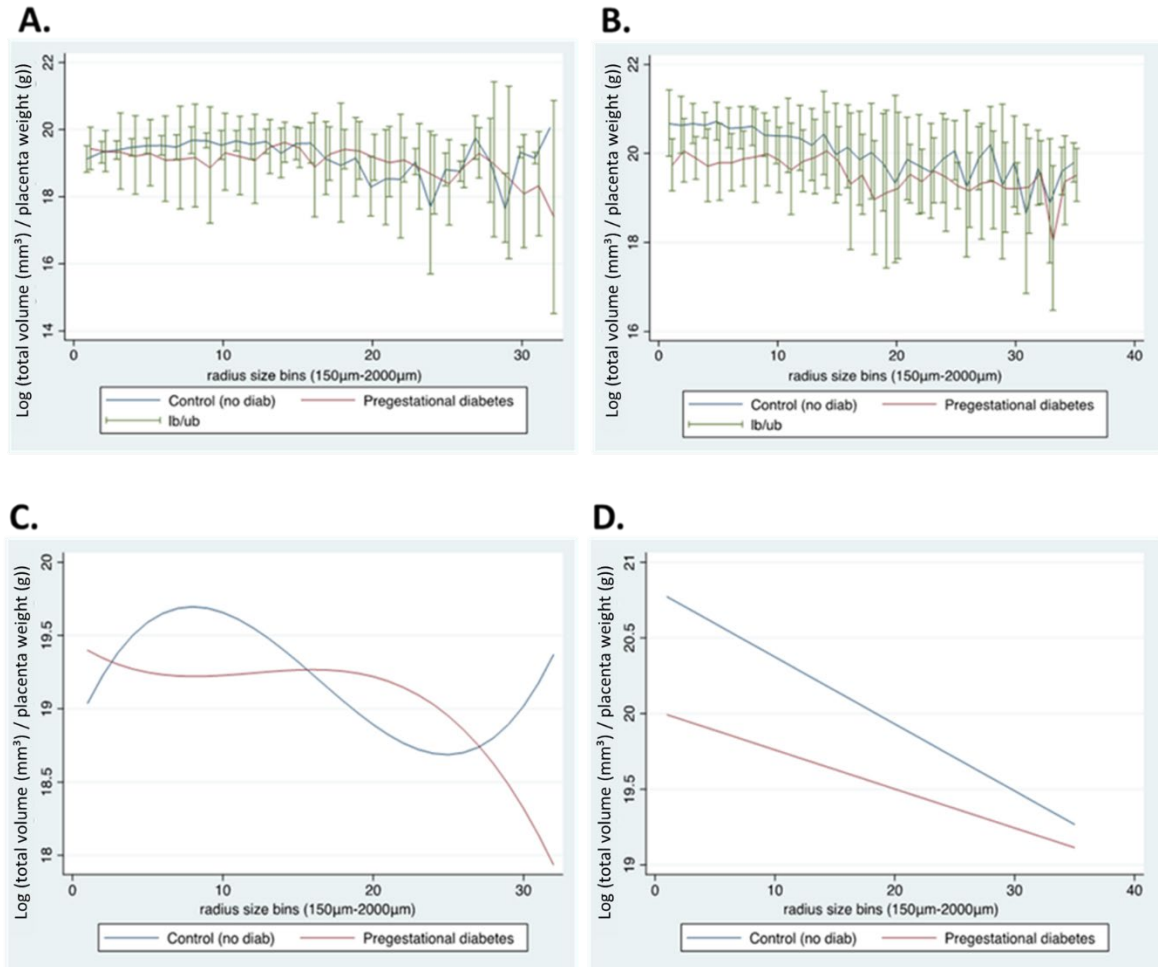 A.
Log (total volume (mm³) / placenta weight (g))
22
20
18
16
14
0 10 20 30
radius size bins (150µm-2000µm)
Control (no diab) Pregestational diabetes
lb/ub
B.
Log (total volume (mm³) / placenta weight (g))
22
20
18
16
0 10 20 30 40
radius size bins (150µm-2000µm)
Control (no diab) Pregestational diabetes
lb/ub
C.
Log (total volume (mm³) / placenta weight (g))
20
19.5
19
18.5
18
0 10 20 30
radius size bins (150µm-2000µm)
Control (no diab) Pregestational diabetes
D.
Log (total volume (mm³) / placenta weight (g))
21
20.5
20
19.5
19
0 10 20 30 40
radius size bins (150µm-2000µm)
Control (no diab) Pregestational diabetes